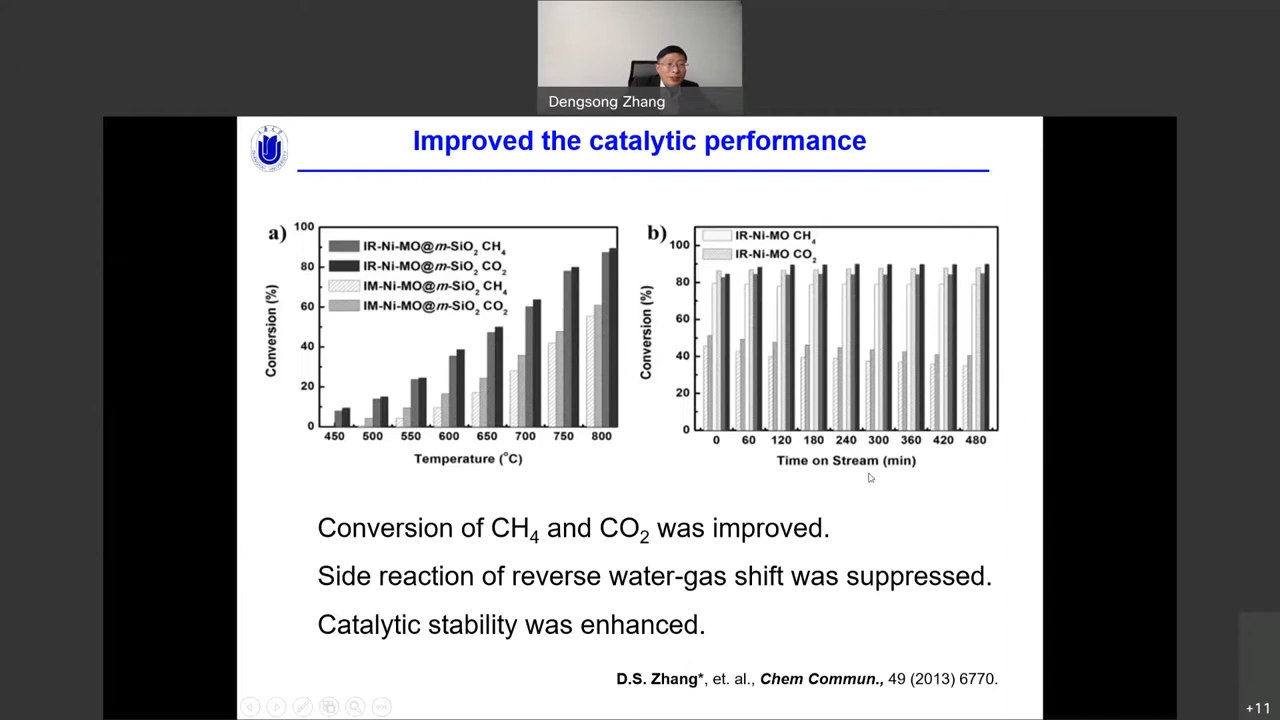 Dengsong Zhang
Improved the catalytic performance
a)
100
80
60
40
20
0
Conversion (%)
IR-Ni-MO@m-SiO₂ CH₄
IR-Ni-MO@m-SiO₂ CO₂
IM-Ni-MO@m-SiO₂ CH₄
IM-Ni-MO@m-SiO₂ CO₂
450 500 550 600 650 700 750 800
Temperature (°C)
b)
100
80
60
40
20
0
Conversion (%)
IR-Ni-MO CH₄
IR-Ni-MO CO₂
0 60 120 180 240 300 360 420 480
Time on Stream (min)
Conversion of CH₄ and CO₂ was improved.
Side reaction of reverse water-gas shift was suppressed.
Catalytic stability was enhanced.
D.S. Zhang*, et. al., Chem Commun., 49 (2013) 6770.
+11